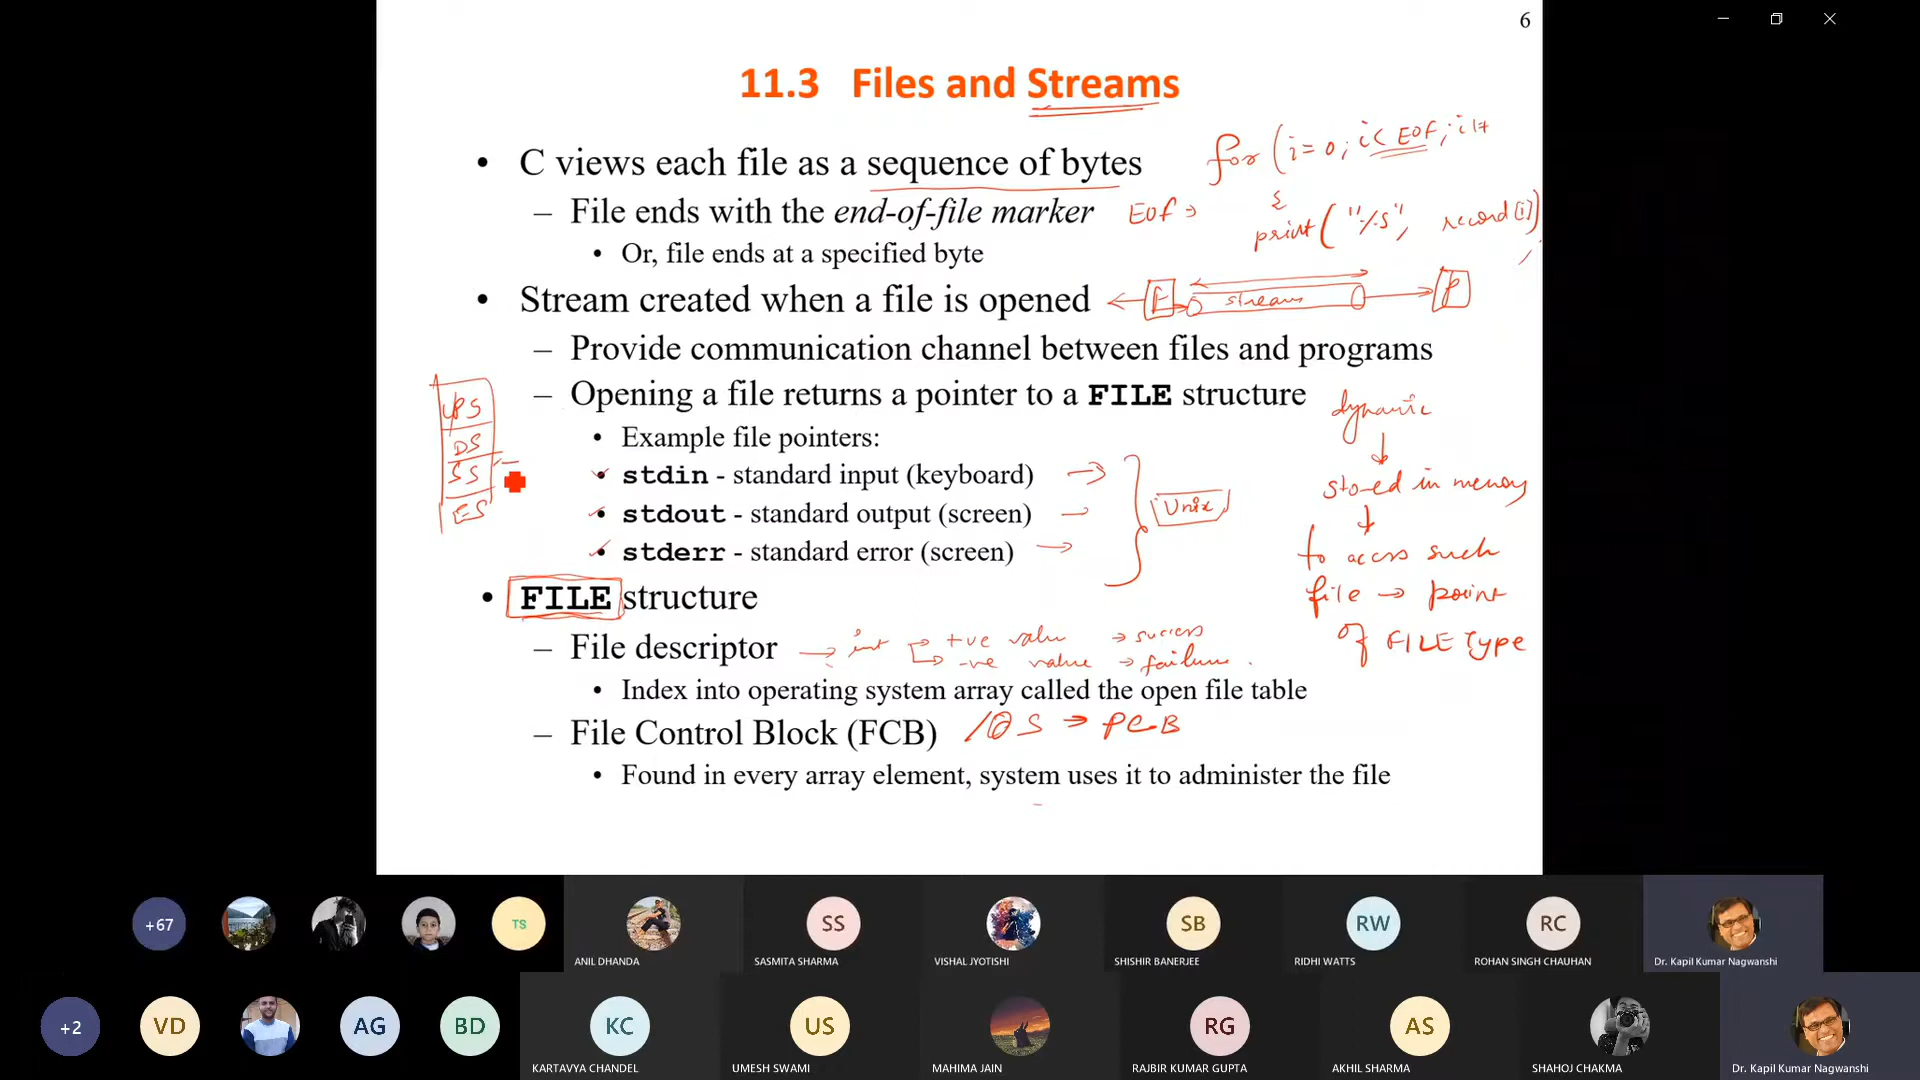 6
11.3 Files and Streams
• C views each file as a sequence of bytes
for (i=0; i< EOF; i++
– File ends with the end-of-file marker
EOF →
{
print( "%s", record[i])
;
• Or, file ends at a specified byte
• Stream created when a file is opened
F stream P
– Provide communication channel between files and programs
– Opening a file returns a pointer to a FILE structure
DS
SS
ES
• Example file pointers:
• stdin - standard input (keyboard)
• stdout - standard output (screen)
• stderr - standard error (screen)
Unix
dynamic
↓
stored in memory
↓
to access such
file → point
of FILE Type
• FILE structure
– File descriptor → int +ve value → success
-ve value → failure.
• Index into operating system array called the open file table
– File Control Block (FCB) /OS → PCB
• Found in every array element, system uses it to administer the file
+67
TS
ANIL DHANDA
SS
SASMITA SHARMA
VISHAL JYOTISHI
SB
SHISHIR BANERJEE
RW
RIDHI WATTS
RC
ROHAN SINGH CHAUHAN
Dr. Kapil Kumar Nagwanshi
+2
VD
AG
BD
KC
KARTAVYA CHANDEL
US
UMESH SWAMI
MAHIMA JAIN
RG
RAJBIR KUMAR GUPTA
AS
AKHIL SHARMA
SHAHOJ CHAKMA
Dr. Kapil Kumar Nagwanshi